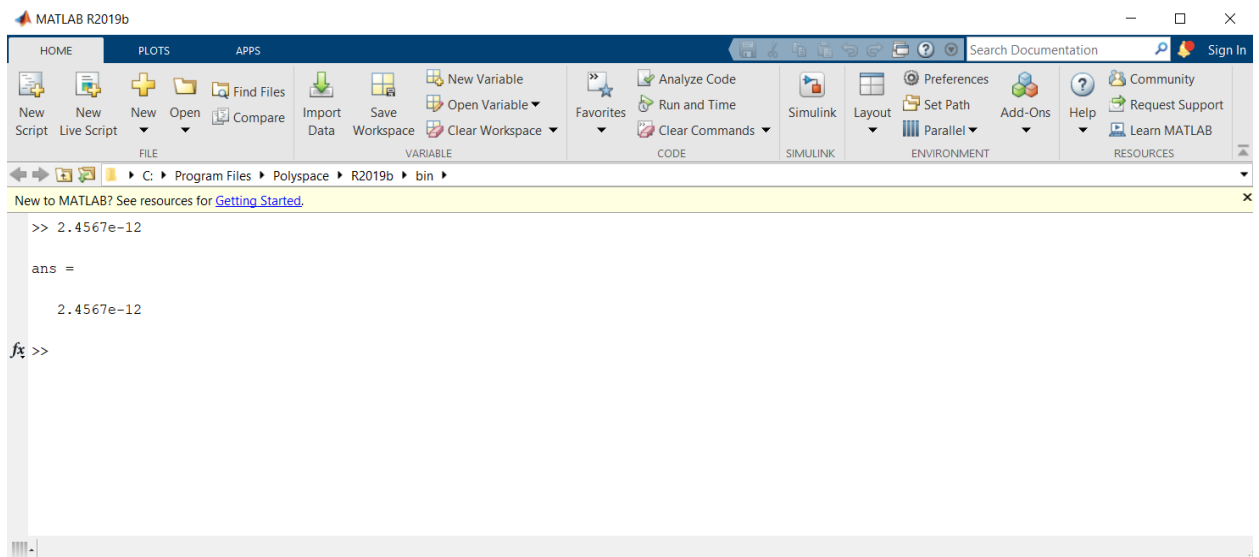 MATLAB R2019b
HOME PLOTS APPS Search Documentation Sign In
New Script
New Live Script
New
Open
Find Files
Compare
FILE
Import Data
Save Workspace
New Variable
Open Variable
Clear Workspace
VARIABLE
Favorites
Analyze Code
Run and Time
Clear Commands
CODE
Simulink
SIMULINK
Layout
Preferences
Set Path
Parallel
Add-Ons
ENVIRONMENT
Help
Community
Request Support
Learn MATLAB
RESOURCES
C: Program Files Polyspace R2019b bin
New to MATLAB? See resources for Getting Started.
>> 2.4567e-12
ans =
2.4567e-12
fx >>